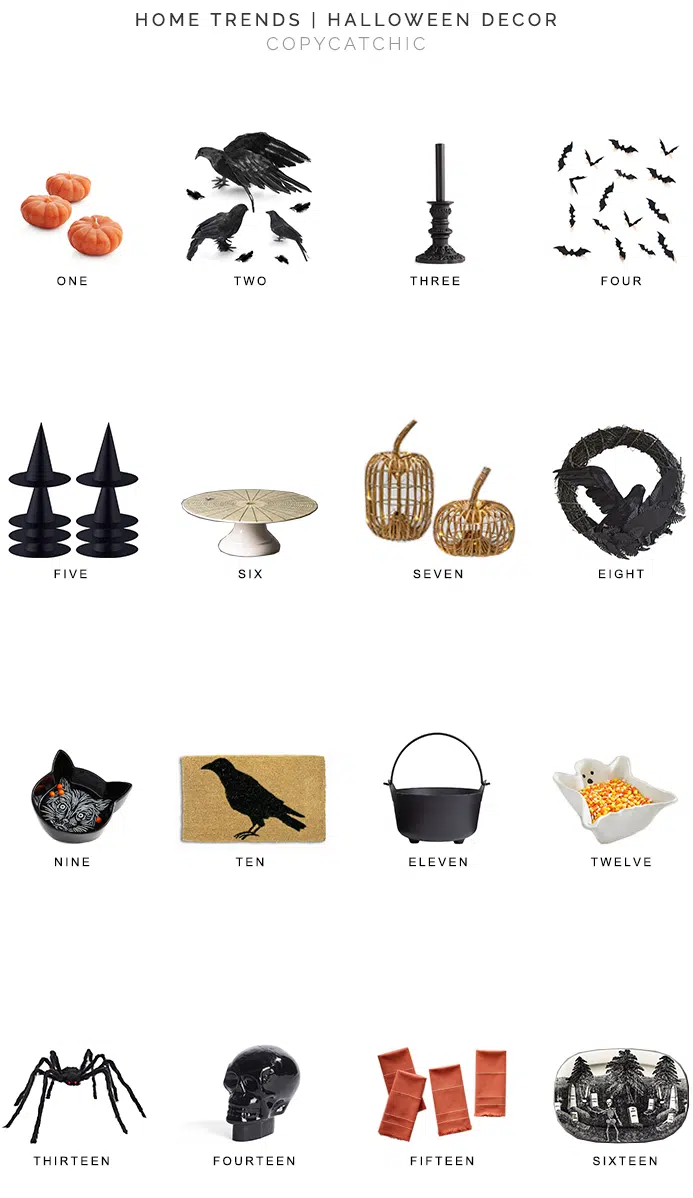 HOME TRENDS | HALLOWEEN DECOR
COPYCATCHIC
ONE
TWO
THREE
FOUR
FIVE
SIX
SEVEN
EIGHT
NINE
TEN
ELEVEN
TWELVE
THIRTEEN
FOURTEEN
FIFTEEN
SIXTEEN